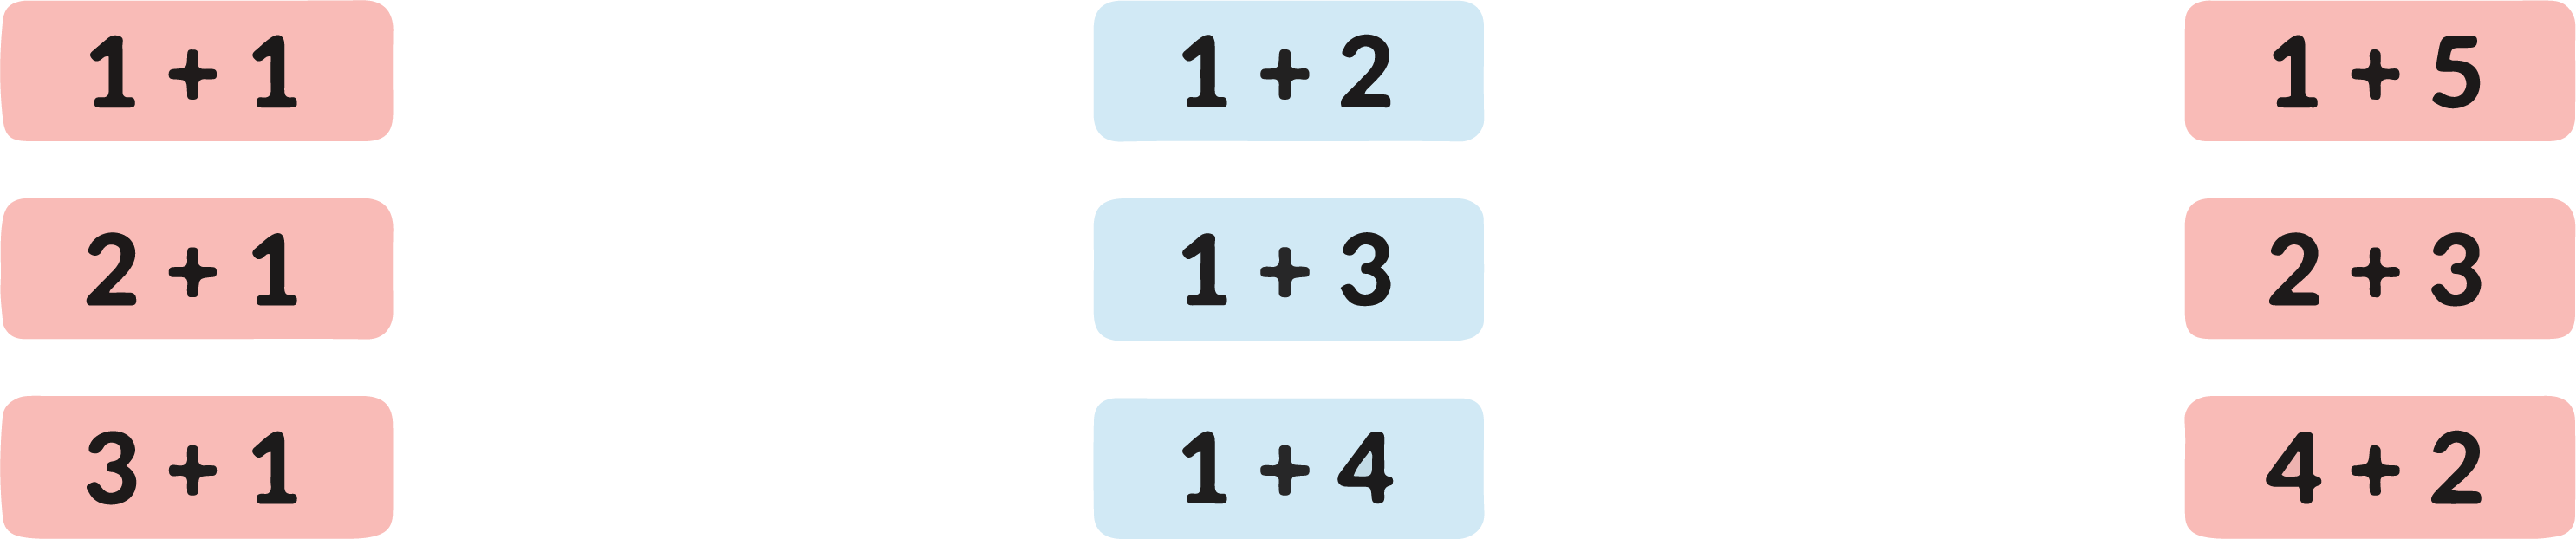 1 + 1 1 + 2 1 + 5
2 + 1 1 + 3 2 + 3
3 + 1 1 + 4 4 + 2